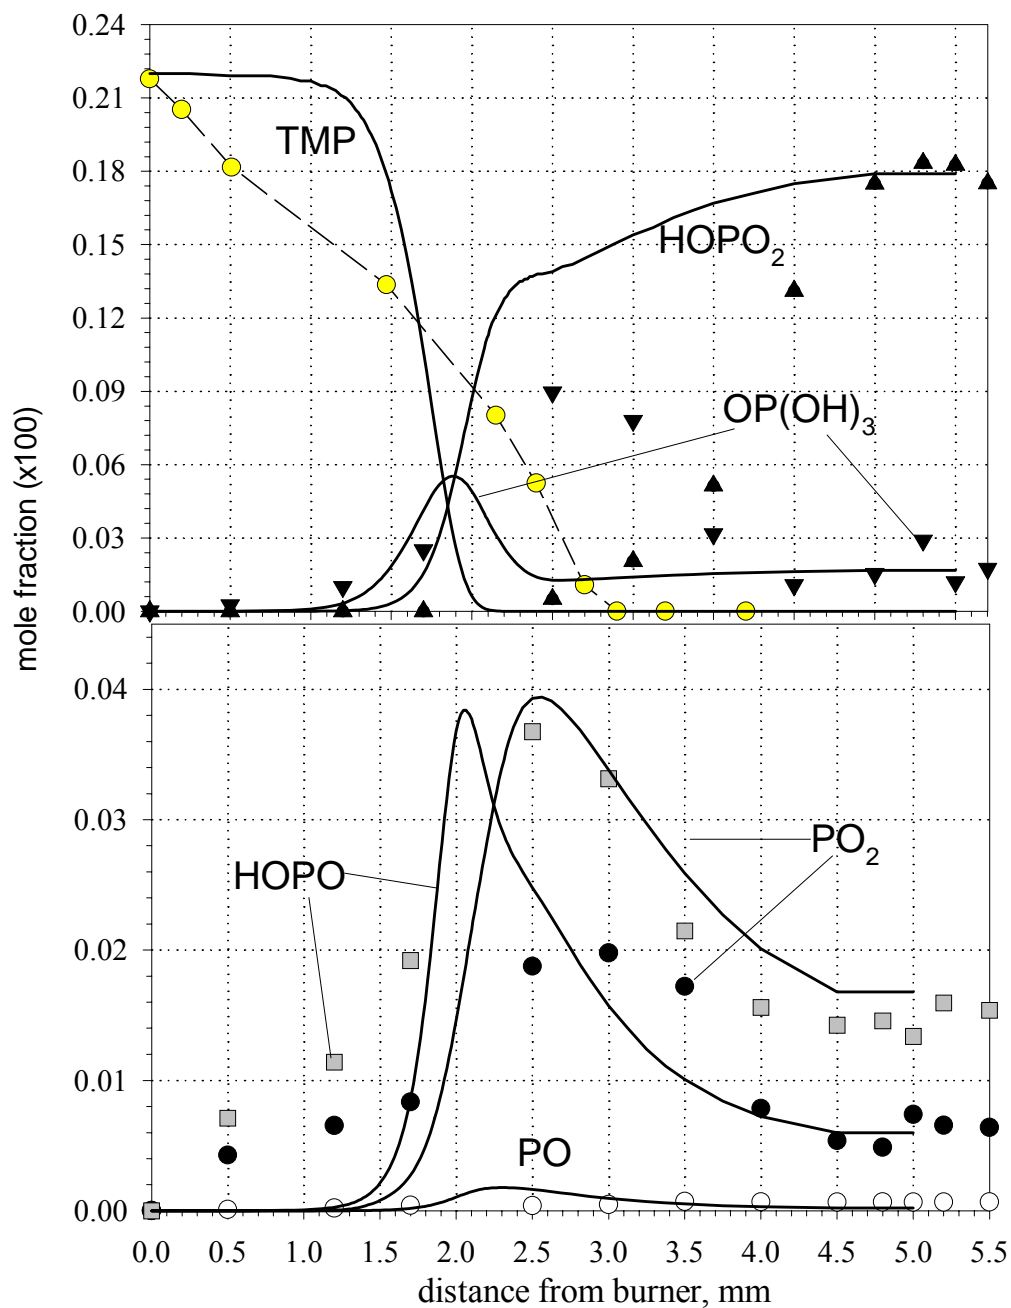 0.24
0.21
TMP
0.18
0.15
HOPO₂
0.12
0.09
OP(OH)₃
0.06
0.03
0.00
mole fraction (x100)
0.04
0.03
PO₂
HOPO
0.02
0.01
PO
0.00
0.0 0.5 1.0 1.5 2.0 2.5 3.0 3.5 4.0 4.5 5.0 5.5
distance from burner, mm